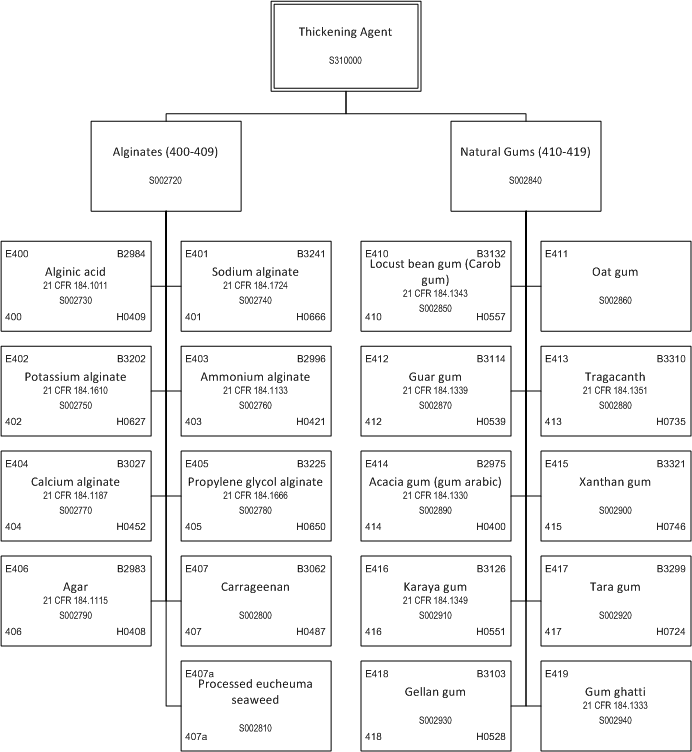 Thickening Agent
S310000
Alginates (400-409)
S002720
Natural Gums (410-419)
S002840
E400 B2984
Alginic acid
21 CFR 184.1011
S002730
400 H0409
E401 B3241
Sodium alginate
21 CFR 184.1724
S002740
401 H0666
E410 B3132
Locust bean gum (Carob
gum)
21 CFR 184.1343
S002850
410 H0557
E411
Oat gum
S002860
E402 B3202
Potassium alginate
21 CFR 184.1610
S002750
402 H0627
E403 B2996
Ammonium alginate
21 CFR 184.1133
S002760
403 H0421
E412 B3114
Guar gum
21 CFR 184.1339
S002870
412 H0539
E413 B3310
Tragacanth
21 CFR 184.1351
S002880
413 H0735
E404 B3027
Calcium alginate
21 CFR 184.1187
S002770
404 H0452
E405 B3225
Propylene glycol alginate
21 CFR 184.1666
S002780
405 H0650
E414 B2975
Acacia gum (gum arabic)
21 CFR 184.1330
S002890
414 H0400
E415 B3321
Xanthan gum
S002900
415 H0746
E406 B2983
Agar
21 CFR 184.1115
S002790
406 H0408
E407 B3062
Carrageenan
S002800
407 H0487
E416 B3126
Karaya gum
21 CFR 184.1349
S002910
416 H0551
E417 B3299
Tara gum
S002920
417 H0724
E407a
Processed eucheuma
seaweed
S002810
407a
E418 B3103
Gellan gum
S002930
418 H0528
E419
Gum ghatti
21 CFR 184.1333
S002940